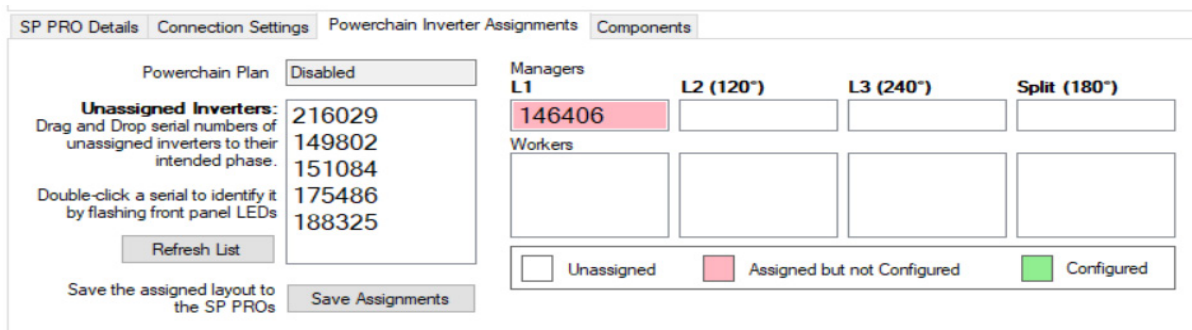 SP PRO Details Connection Settings Powerchain Inverter Assignments Components
Powerchain Plan Disabled
Unassigned Inverters:
Drag and Drop serial numbers of
unassigned inverters to their
intended phase.
Double-click a serial to identify it
by flashing front panel LEDs
Refresh List
Save the assigned layout to
the SP PROs
Save Assignments
216029
149802
151084
175486
188325
Managers
L1 L2 (120°) L3 (240°) Split (180°)
146406
Workers
Unassigned Assigned but not Configured Configured